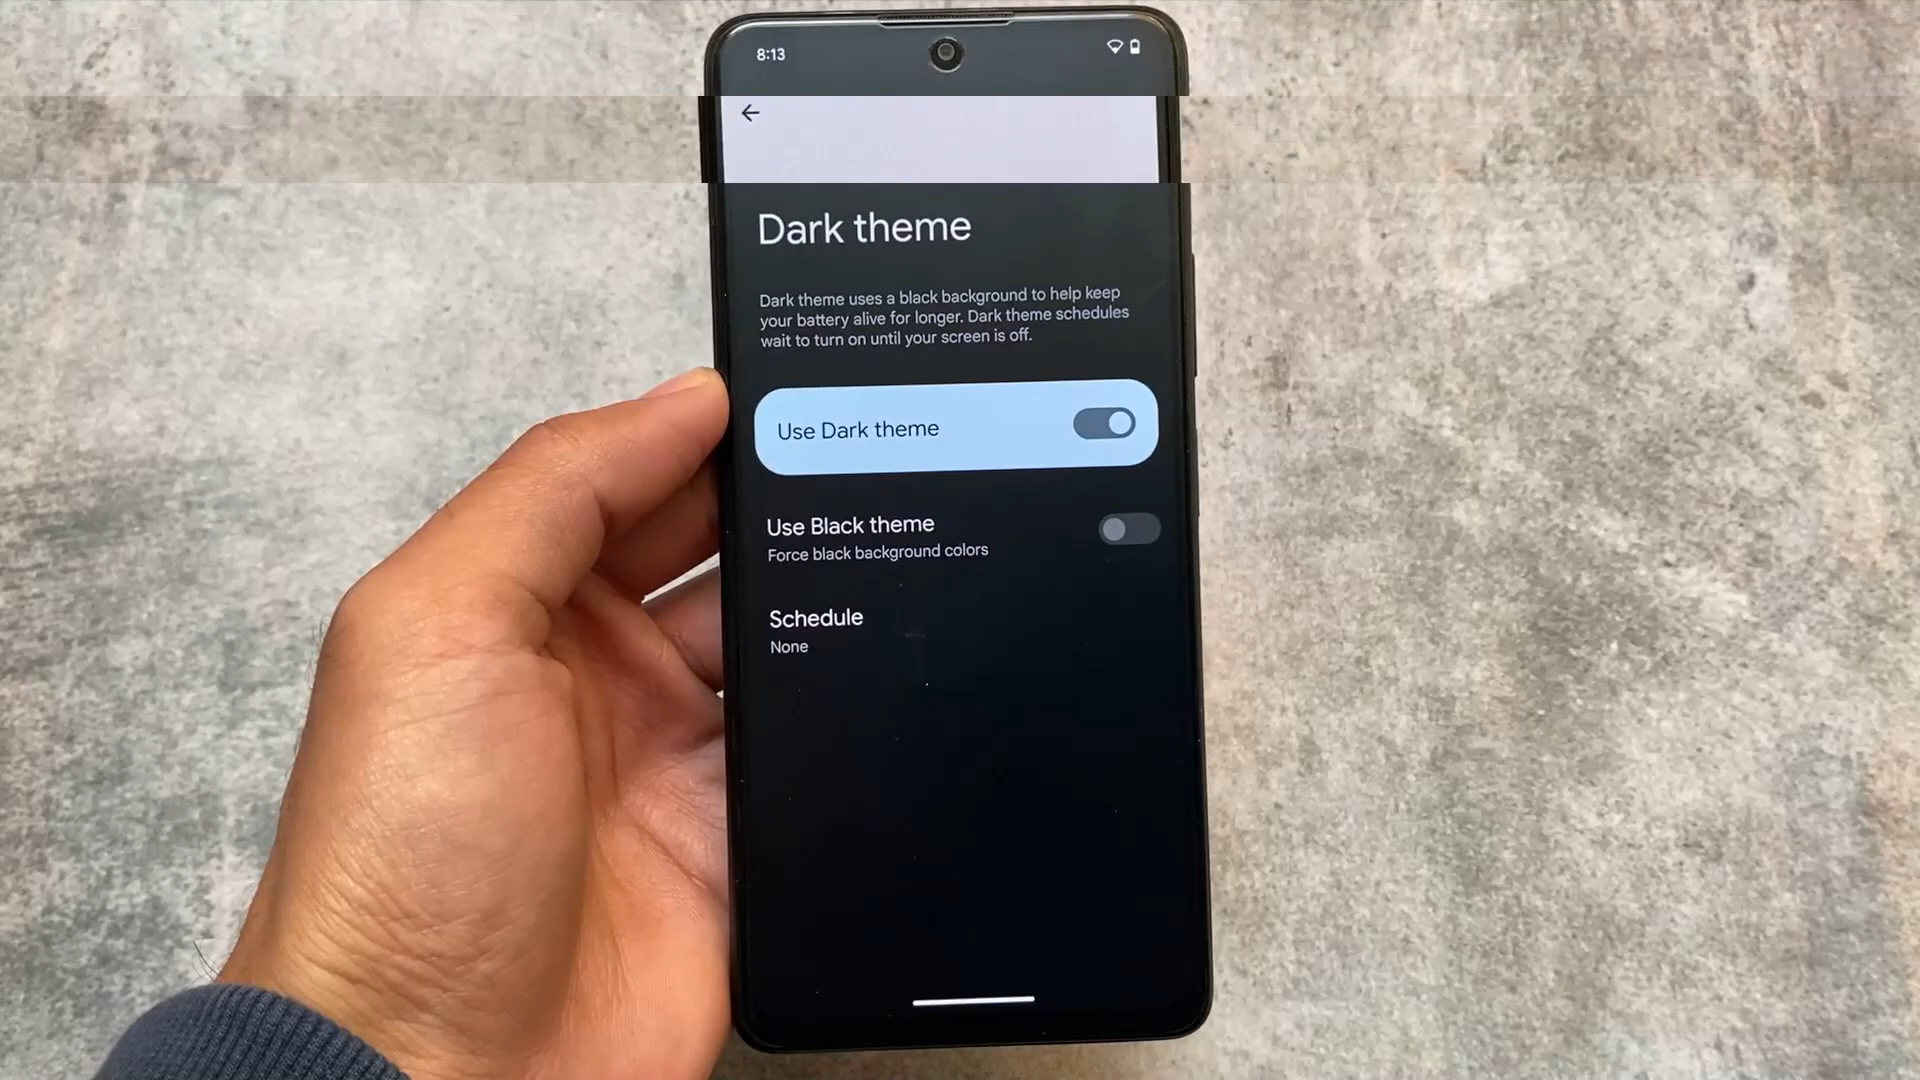 8:13
Dark theme
Dark theme uses a black background to help keep
your battery alive for longer. Dark theme schedules
wait to turn on until your screen is off.
Use Dark theme
Use Black theme
Force black background colors
Schedule
None